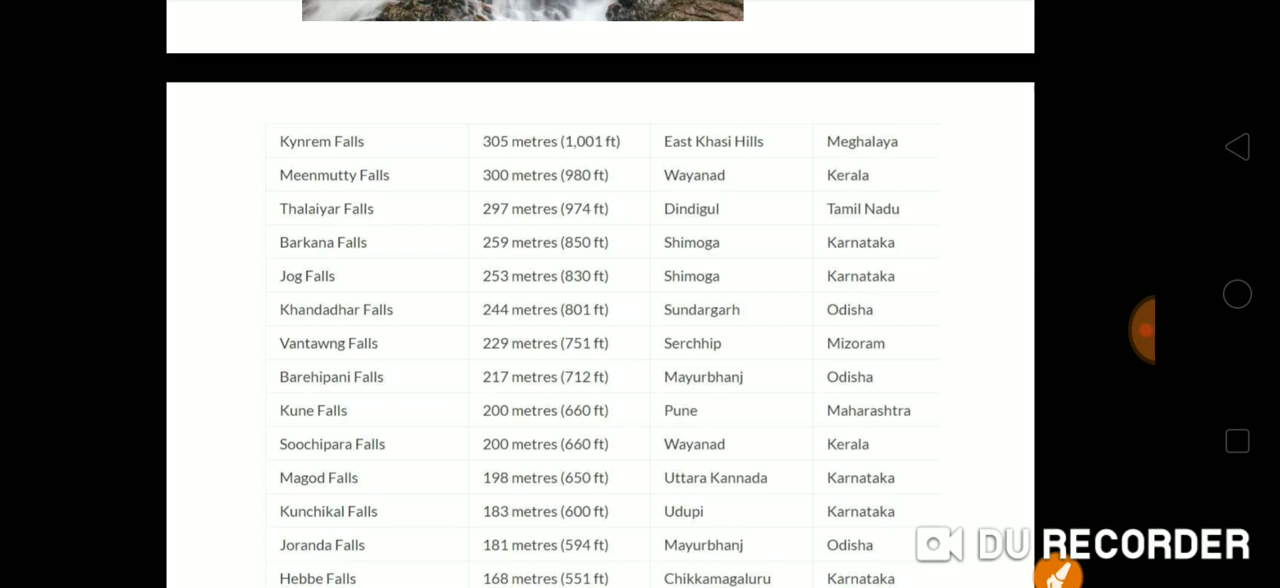 Kynrem Falls 305 metres (1,001 ft) East Khasi Hills Meghalaya
Meenmutty Falls 300 metres (980 ft) Wayanad Kerala
Thalaiyar Falls 297 metres (974 ft) Dindigul Tamil Nadu
Barkana Falls 259 metres (850 ft) Shimoga Karnataka
Jog Falls 253 metres (830 ft) Shimoga Karnataka
Khandadhar Falls 244 metres (801 ft) Sundargarh Odisha
Vantawng Falls 229 metres (751 ft) Serchhip Mizoram
Barehipani Falls 217 metres (712 ft) Mayurbhanj Odisha
Kune Falls 200 metres (660 ft) Pune Maharashtra
Soochipara Falls 200 metres (660 ft) Wayanad Kerala
Magod Falls 198 metres (650 ft) Uttara Kannada Karnataka
Kunchikal Falls 183 metres (600 ft) Udupi Karnataka
Joranda Falls 181 metres (594 ft) Mayurbhanj Odisha
DU RECORDER
Hebbe Falls 168 metres (551 ft) Chikkamagaluru Karnataka